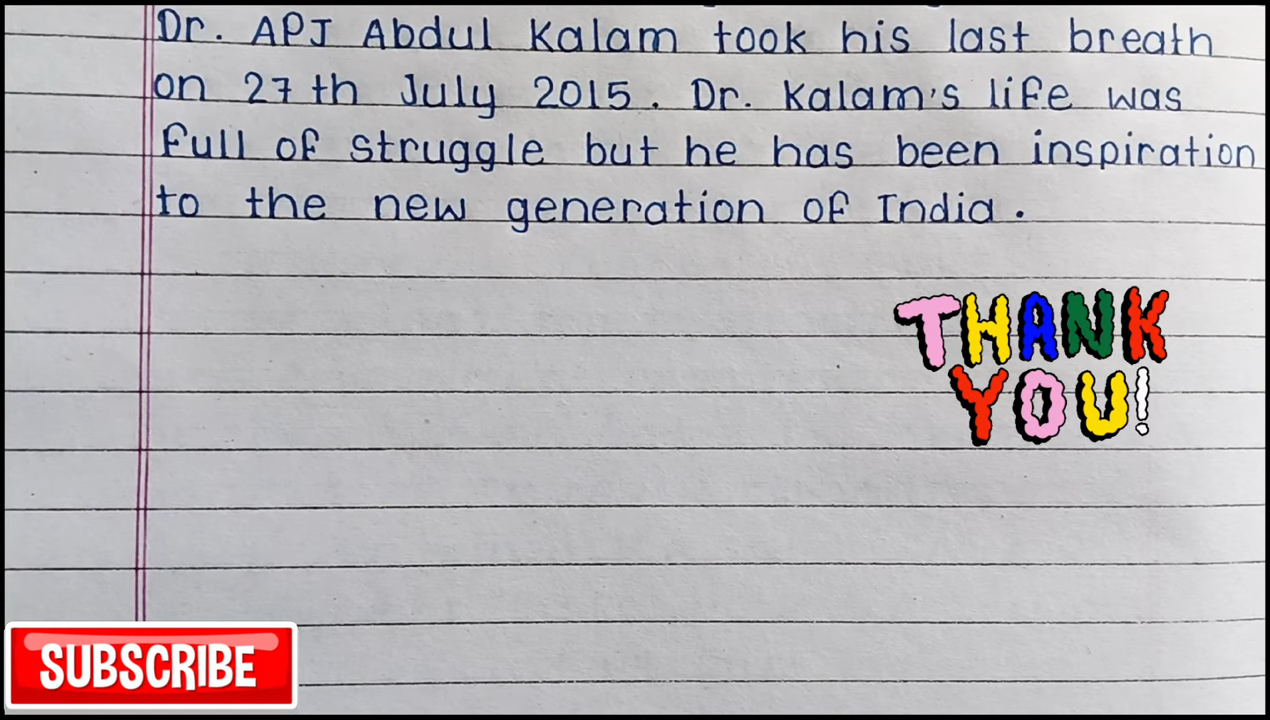 Dr. APJ Abdul Kalam took his last breath
on 27th July 2015. Dr. Kalam's life was
full of struggle but he has been inspiration
to the new generation of India.
THANK
YOU!
SUBSCRIBE